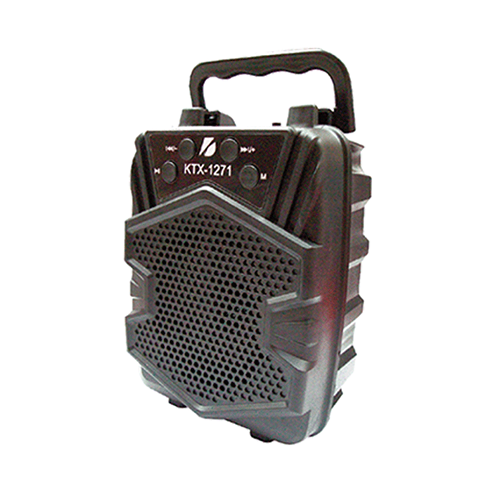 I◀◀/- ▶▶I/+
KTX-1271
M